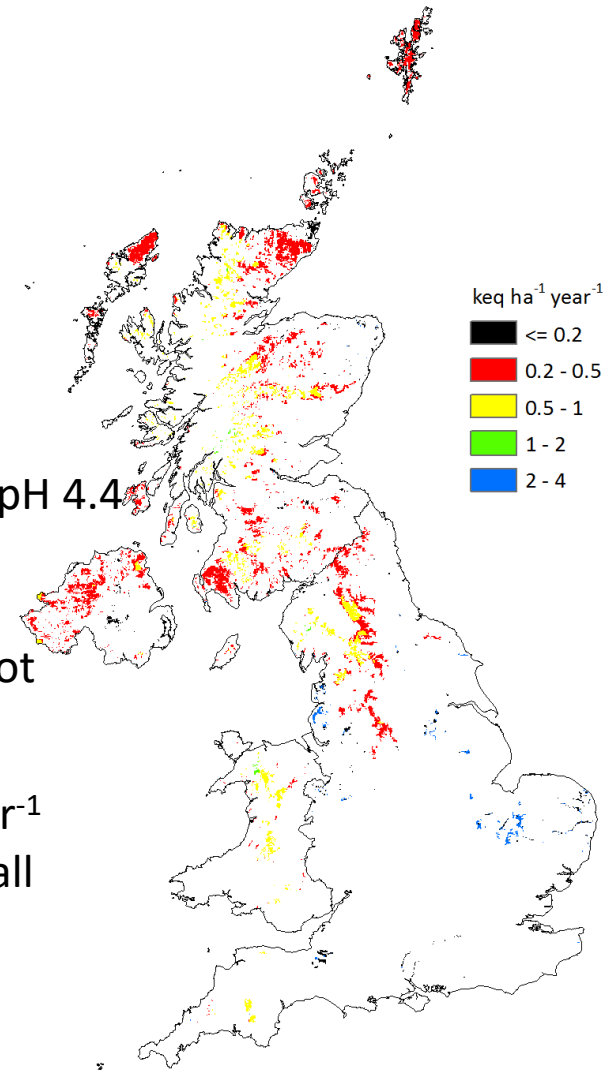 keq ha⁻¹ year⁻¹
<= 0.2
0.2 - 0.5
0.5 - 1
1 - 2
2 - 4
pH 4.4
ot
r⁻¹
all